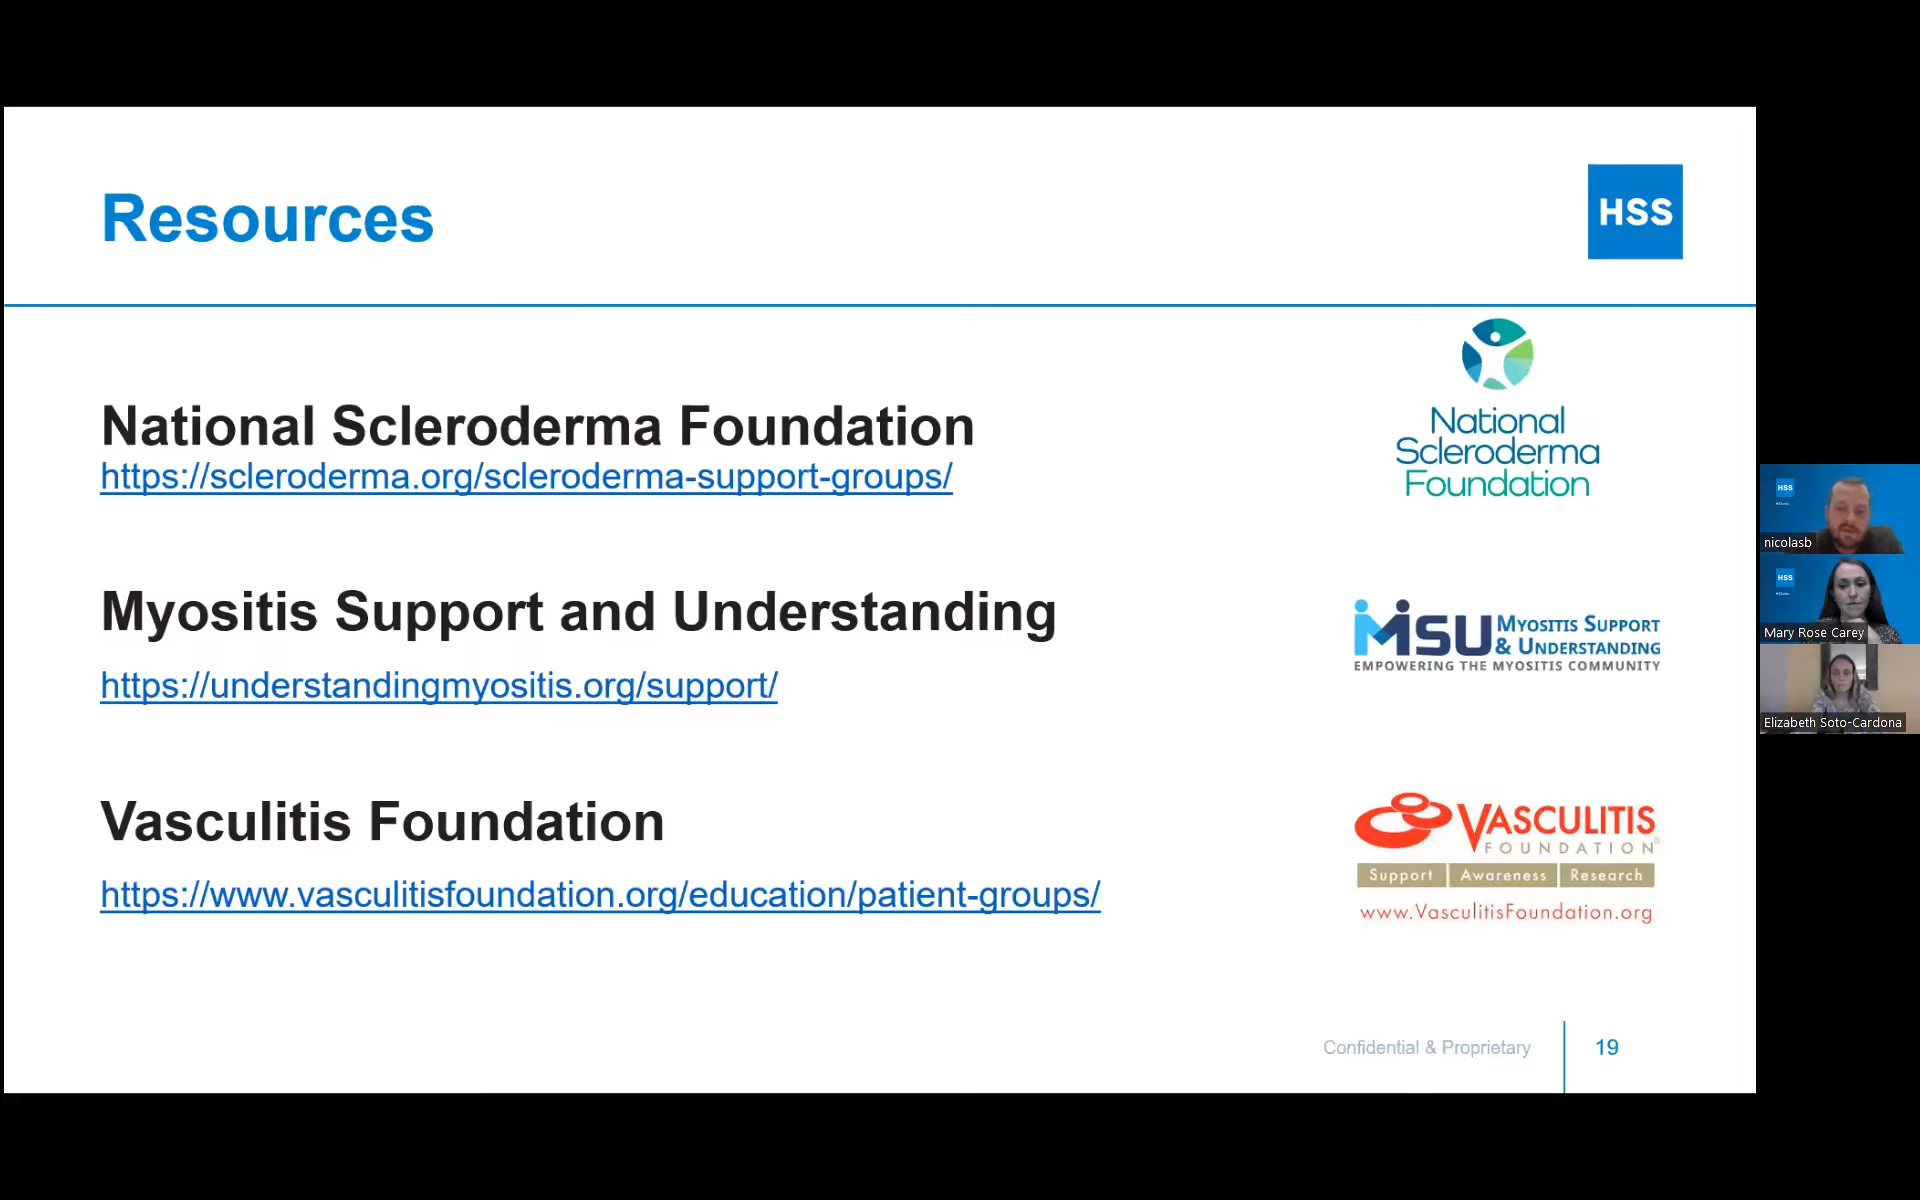 Resources
HSS
National Scleroderma Foundation
https://scleroderma.org/scleroderma-support-groups/
National
Scleroderma
Foundation
Myositis Support and Understanding
https://understandingmyositis.org/support/
MSU MYOSITIS SUPPORT
& UNDERSTANDING
EMPOWERING THE MYOSITIS COMMUNITY
Vasculitis Foundation
https://www.vasculitisfoundation.org/education/patient-groups/
VASCULITIS
FOUNDATION
Support Awareness Research
www.VasculitisFoundation.org
Confidential & Proprietary 19
HSS
nicolasb
HSS
Mary Rose Carey
Elizabeth Soto-Cardona